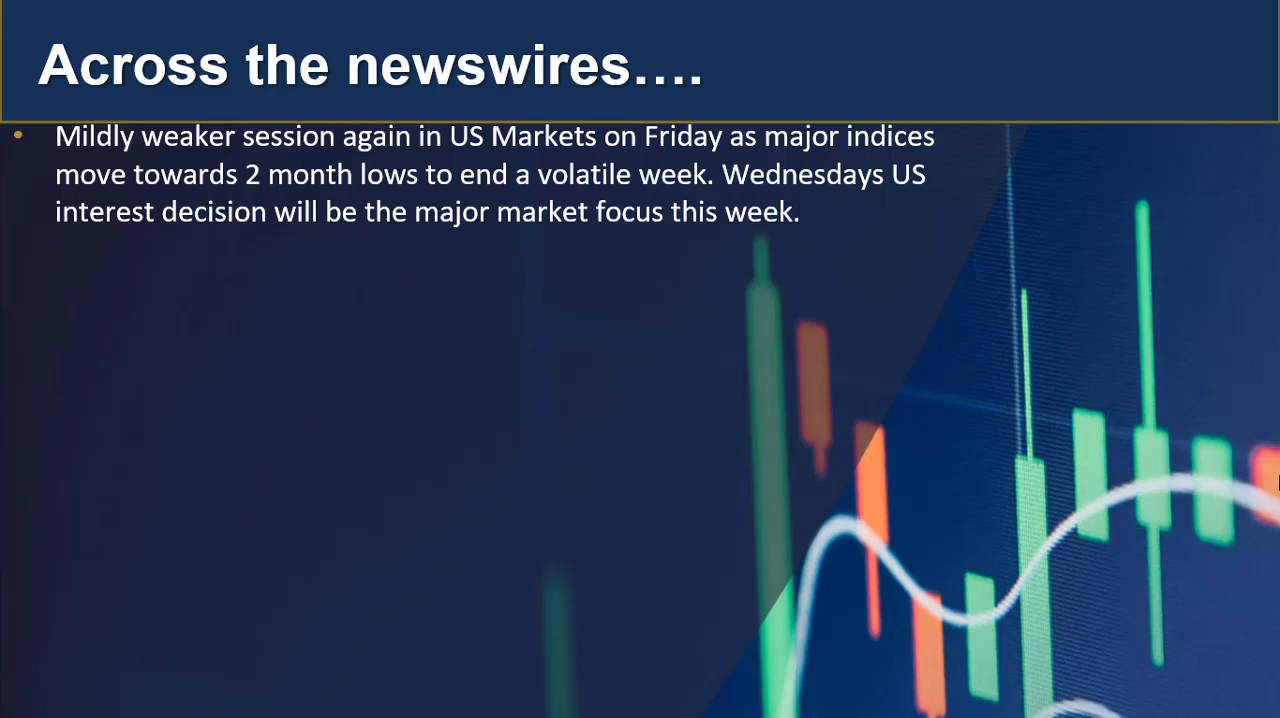 Across the newswires….
• Mildly weaker session again in US Markets on Friday as major indices
move towards 2 month lows to end a volatile week. Wednesdays US
interest decision will be the major market focus this week.